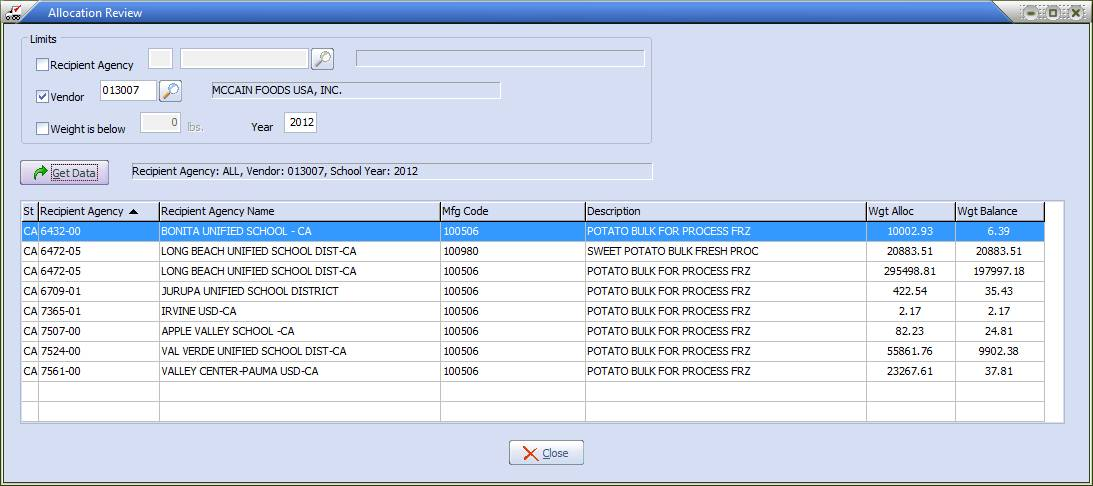 Allocation Review
Limits
Recipient Agency
Vendor 013007 MCCAIN FOODS USA, INC.
Weight is below 0 lbs. Year 2012
Get Data Recipient Agency: ALL, Vendor: 013007, School Year: 2012
St Recipient Agency Recipient Agency Name Mfg Code Description Wgt Alloc Wgt Balance
CA 6432-00 BONITA UNIFIED SCHOOL - CA 100506 POTATO BULK FOR PROCESS FRZ 10002.93 6.39
CA 6472-05 LONG BEACH UNIFIED SCHOOL DIST-CA 100980 SWEET POTATO BULK FRESH PROC 20883.51 20883.51
CA 6472-05 LONG BEACH UNIFIED SCHOOL DIST-CA 100506 POTATO BULK FOR PROCESS FRZ 295498.81 197997.18
CA 6709-01 JURUPA UNIFIED SCHOOL DISTRICT 100506 POTATO BULK FOR PROCESS FRZ 422.54 35.43
CA 7365-01 IRVINE USD-CA 100506 POTATO BULK FOR PROCESS FRZ 2.17 2.17
CA 7507-00 APPLE VALLEY SCHOOL -CA 100506 POTATO BULK FOR PROCESS FRZ 82.23 24.81
CA 7524-00 VAL VERDE UNIFIED SCHOOL DIST-CA 100506 POTATO BULK FOR PROCESS FRZ 55861.76 9902.38
CA 7561-00 VALLEY CENTER-PAUMA USD-CA 100506 POTATO BULK FOR PROCESS FRZ 23267.61 37.81
Close